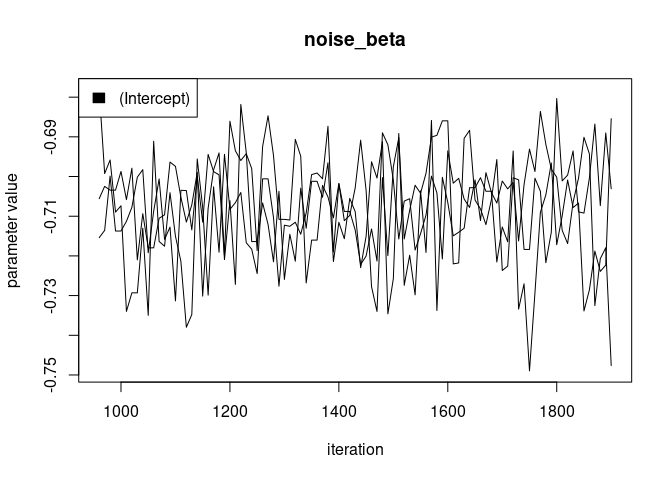 noise_beta
(Intercept)
parameter value
-0.69
-0.71
-0.73
-0.75
1000 1200 1400 1600 1800
iteration